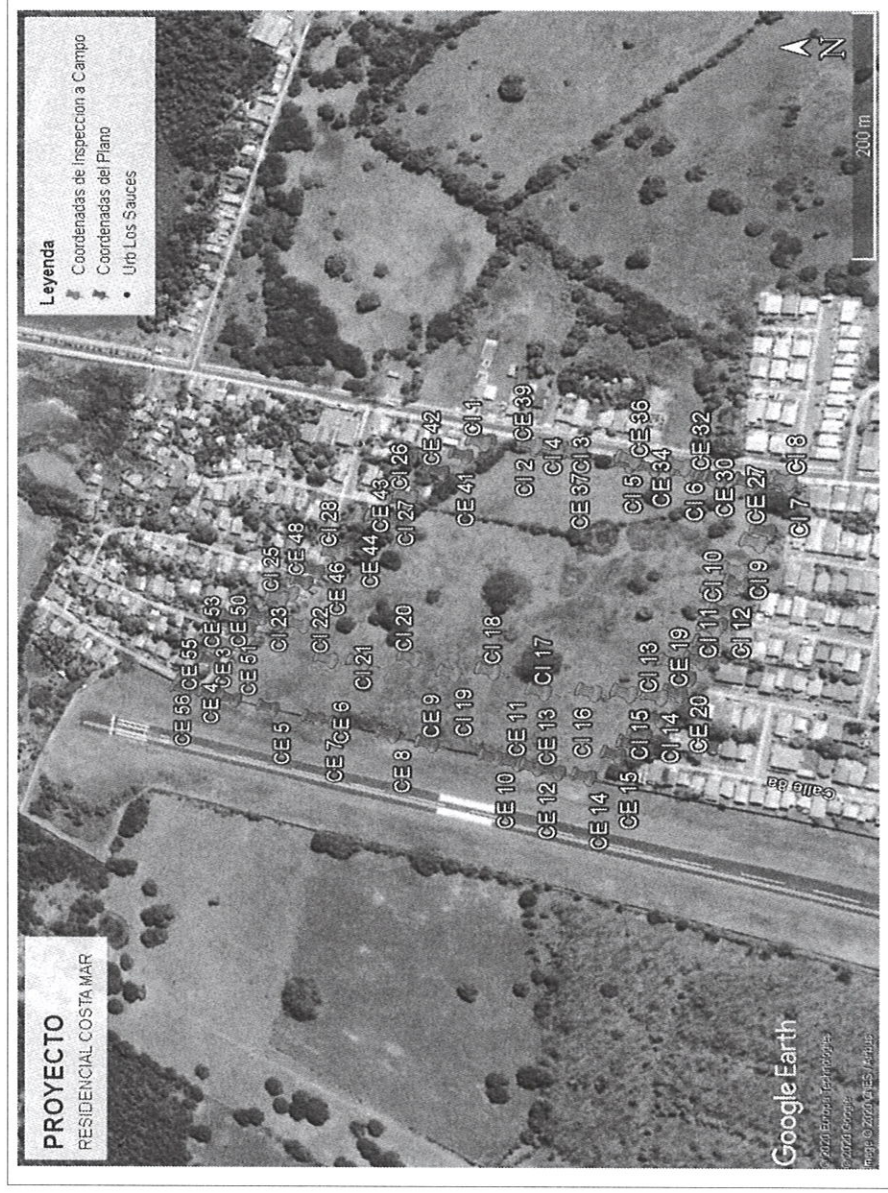 PROYECTO
RESIDENCIAL COSTA MAR
Leyenda
Coordenadas de Inspeccion a Campo
Coordenadas del Plano
Urb Los Sauces
CE 56
CE 55
CE 4
CE 3
CE 53
CE 51
CE 50
CE 5
CI 23
CI 25
CE 48
CE 7
CE 6
CI 22
CE 46
CI 28
CI 21
CE 44
CE 43
CE 8
CI 20
CI 27
CI 26
CE 9
CE 42
CI 19
CE 41
CI 1
CI 18
CE 10
CE 11
CI 2
CE 39
CE 12
CE 13
CI 17
CI 4
CI 16
CE 37
CI 3
CE 14
CE 15
CI 15
CI 13
CI 5
CE 36
CI 14
CE 19
CE 34
CE 20
CI 11
CI 10
CI 6
CE 32
CI 12
CE 30
CI 9
CE 27
CI 7
CI 8
Calle 8a
N
200 m
Google Earth
© 2020 Google